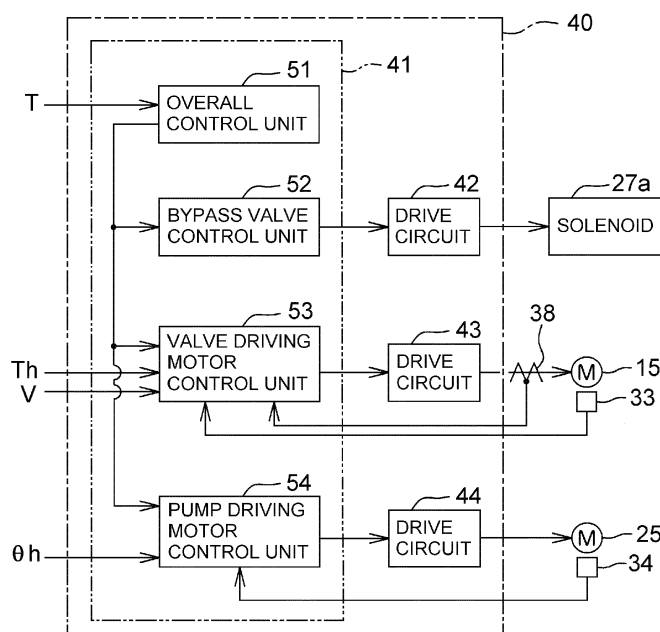 40
51
41
T
OVERALL
CONTROL UNIT
52
42
27a
BYPASS VALVE
CONTROL UNIT
DRIVE
CIRCUIT
SOLENOID
53
43
38
VALVE DRIVING
MOTOR
CONTROL UNIT
DRIVE
CIRCUIT
M
15
Th
V
33
54
44
PUMP DRIVING
MOTOR
CONTROL UNIT
DRIVE
CIRCUIT
M
25
θh
34